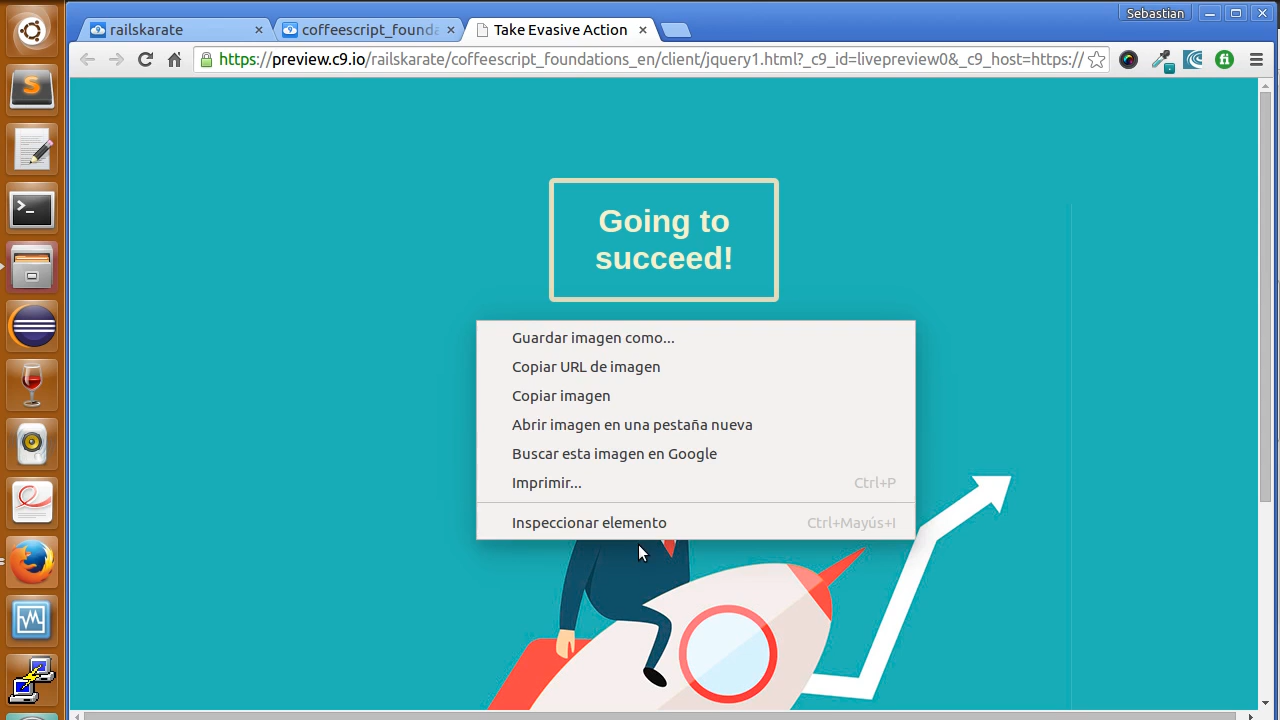 Sebastian
railskarate
coffeescript_founda
Take Evasive Action
https://preview.c9.io/railskarate/coffeescript_foundations_en/client/jquery1.html?_c9_id=livepreview0&_c9_host=https://
Going to
succeed!
Guardar imagen como...
Copiar URL de imagen
Copiar imagen
Abrir imagen en una pestaña nueva
Buscar esta imagen en Google
Imprimir... Ctrl+P
Inspeccionar elemento Ctrl+Mayús+I